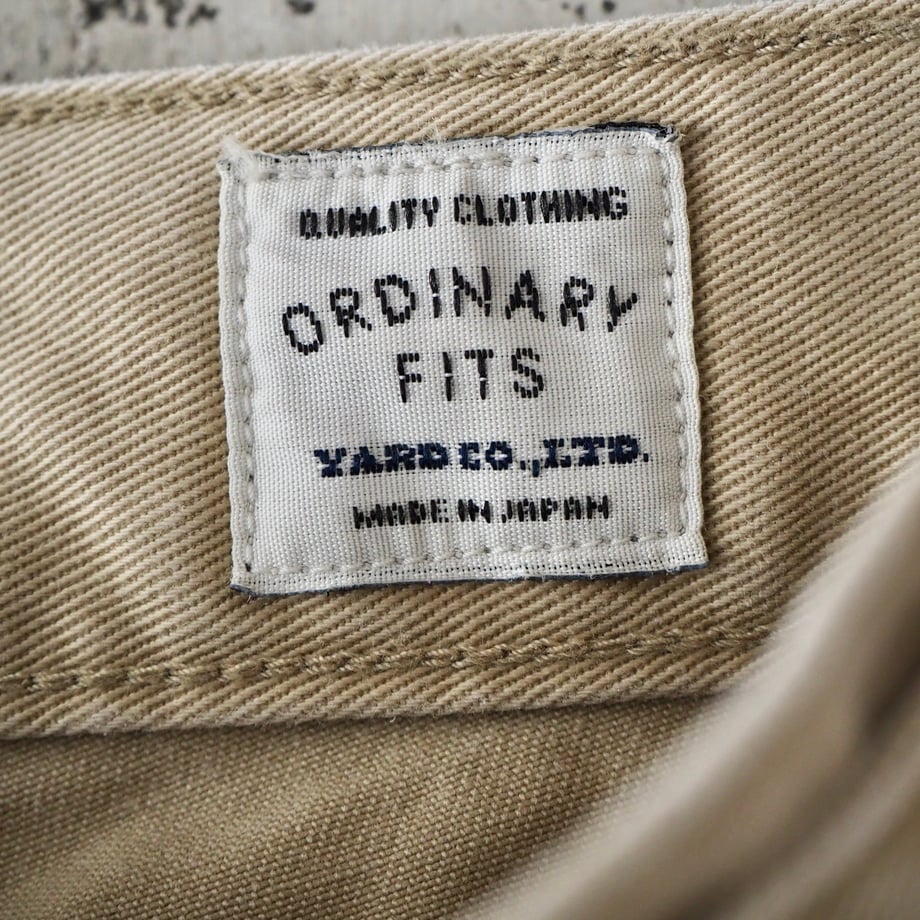 QUALITY CLOTHING
ORDINARY
FITS
YARD CO.,LTD.
MADE IN JAPAN